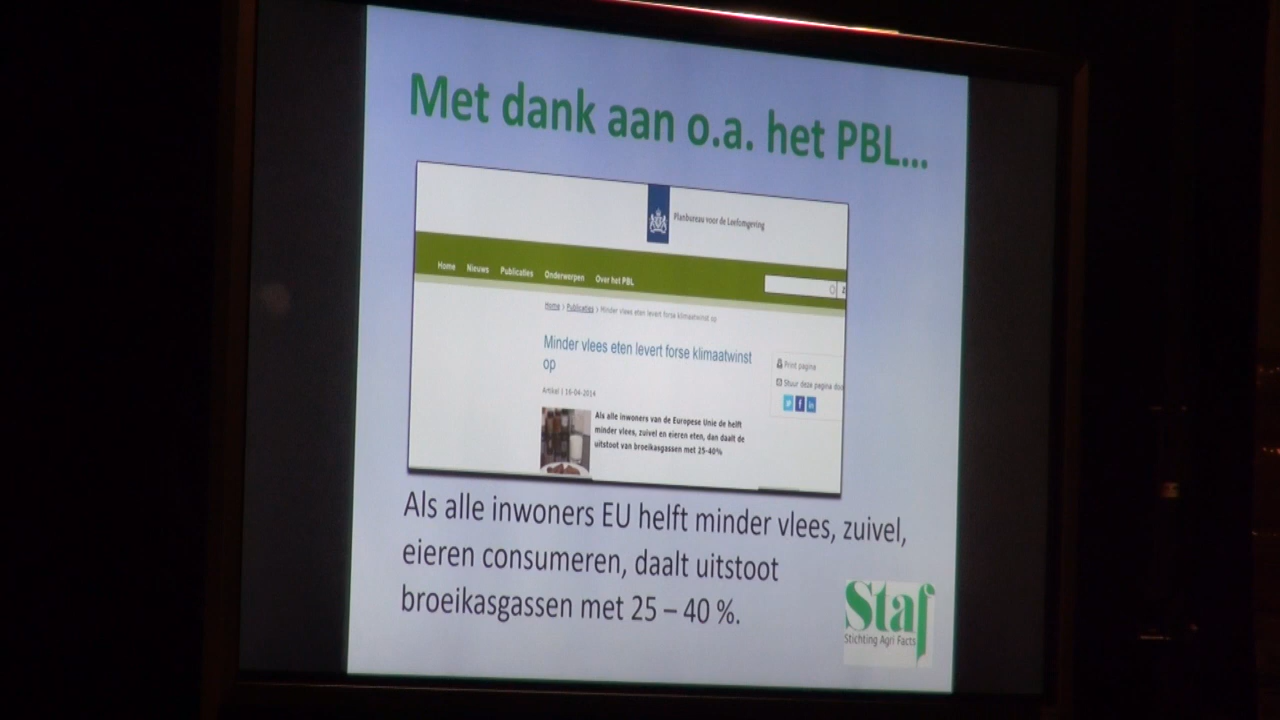 Met dank aan o.a. het PBL...
Planbureau voor de Leefomgeving
Home Nieuws Publicaties Onderwerpen Over het PBL
Home > Publicaties > Minder vlees eten levert forse klimaatwinst op
Minder vlees eten levert forse klimaatwinst
op
Print pagina
Artikel | 16-04-2014
Stuur deze pagina doo
Als alle inwoners van de Europese Unie de helft
minder vlees, zuivel en eieren eten, dan daalt de
uitstoot van broeikasgassen met 25-40%
Als alle inwoners EU helft minder vlees, zuivel,
eieren consumeren, daalt uitstoot
broeikasgassen met 25 – 40 %.
Staf
Stichting Agri Facts